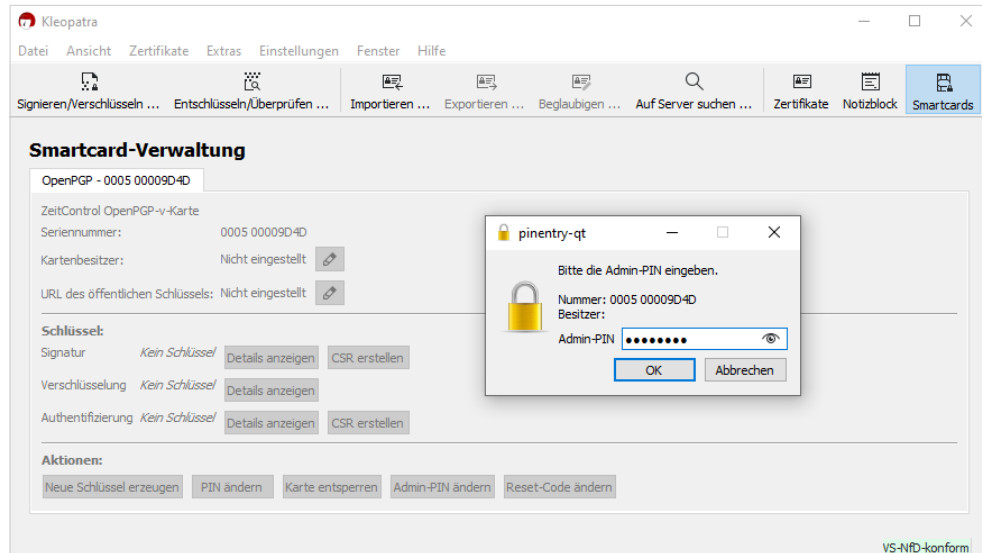 Kleopatra
Datei Ansicht Zertifikate Extras Einstellungen Fenster Hilfe
Signieren/Verschlüsseln ... Entschlüsseln/Überprüfen ... Importieren ... Exportieren ... Beglaubigen ... Auf Server suchen ... Zertifikate Notizblock Smartcards
Smartcard-Verwaltung
OpenPGP - 0005 00009D4D
ZeitControl OpenPGP-v-Karte
Seriennummer: 0005 00009D4D
Kartenbesitzer: Nicht eingestellt
URL des öffentlichen Schlüssels: Nicht eingestellt
Schlüssel:
Signatur Kein Schlüssel Details anzeigen CSR erstellen
Verschlüsselung Kein Schlüssel Details anzeigen
Authentifizierung Kein Schlüssel Details anzeigen CSR erstellen
Aktionen:
Neue Schlüssel erzeugen PIN ändern Karte entsperren Admin-PIN ändern Reset-Code ändern
pinentry-qt
Bitte die Admin-PIN eingeben.
Nummer: 0005 00009D4D
Besitzer:
Admin-PIN ●●●●●●●●
OK Abbrechen
VS-NfD-konform